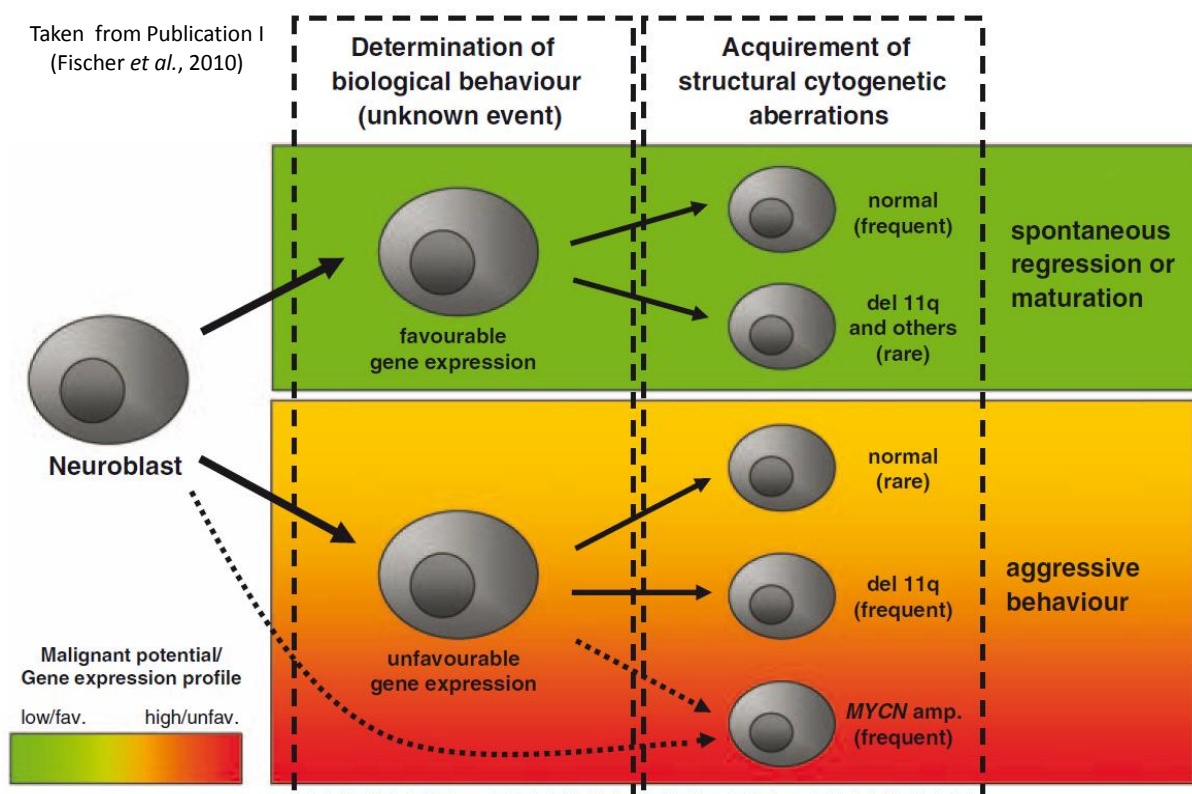 Taken from Publication I
(Fischer et al., 2010)
Determination of
biological behaviour
(unknown event)
Acquirement of
structural cytogenetic
aberrations
normal
(frequent)
spontaneous
regression or
maturation
del 11q
and others
(rare)
favourable
gene expression
Neuroblast
normal
(rare)
del 11q
(frequent)
aggressive
behaviour
unfavourable
gene expression
MYCN amp.
(frequent)
Malignant potential/
Gene expression profile
low/fav. high/unfav.